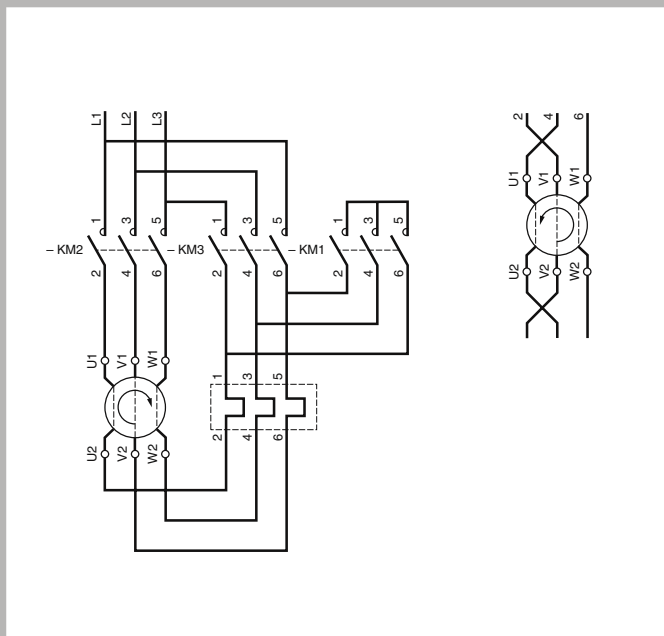 L1 L2 L3
2 4 6
U1 V1 W1
1 3 5 1 3 5 1 3 5
– KM2 – KM3 – KM1
2 4 6 2 4 6 2 4 6
U2 V2 W2
U1 V1 W1
1 3 5
2 4 6
U2 V2 W2